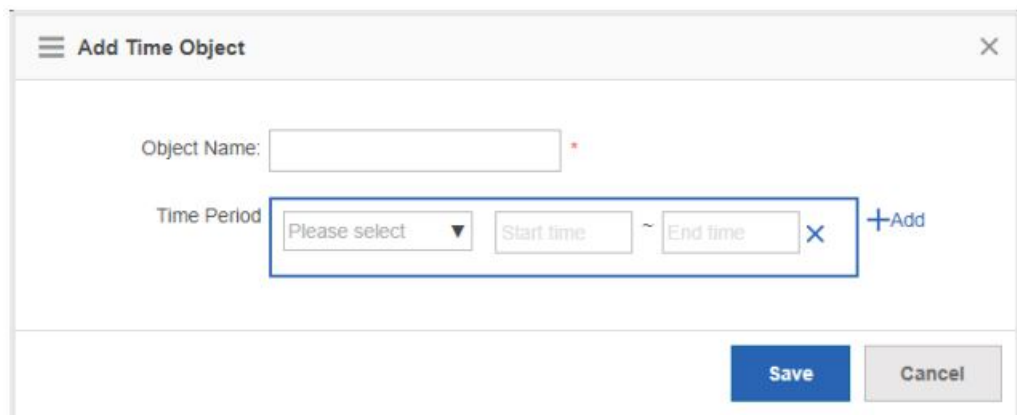 Add Time Object
Object Name: *
Time Period Please select Start time ~ End time +Add
Save Cancel